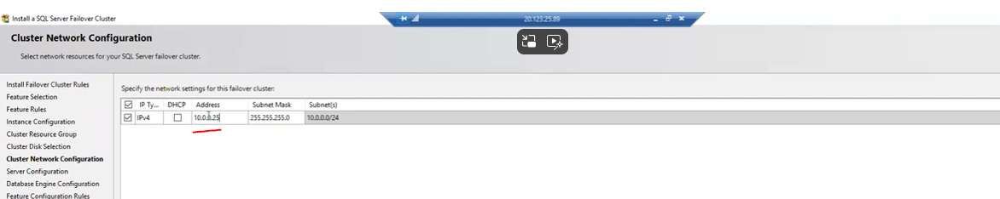 Install a SQL Server Failover Cluster
20.123.25.89
Cluster Network Configuration
Select network resources for your SQL Server failover cluster.
Install Failover Cluster Rules
Feature Selection
Feature Rules
Instance Configuration
Cluster Resource Group
Cluster Disk Selection
Cluster Network Configuration
Server Configuration
Database Engine Configuration
Feature Configuration Rules
Specify the network settings for this failover cluster:
IP Ty... DHCP Address Subnet Mask Subnet(s)
IPv4 10.0.0.25 255.255.255.0 10.0.0.0/24